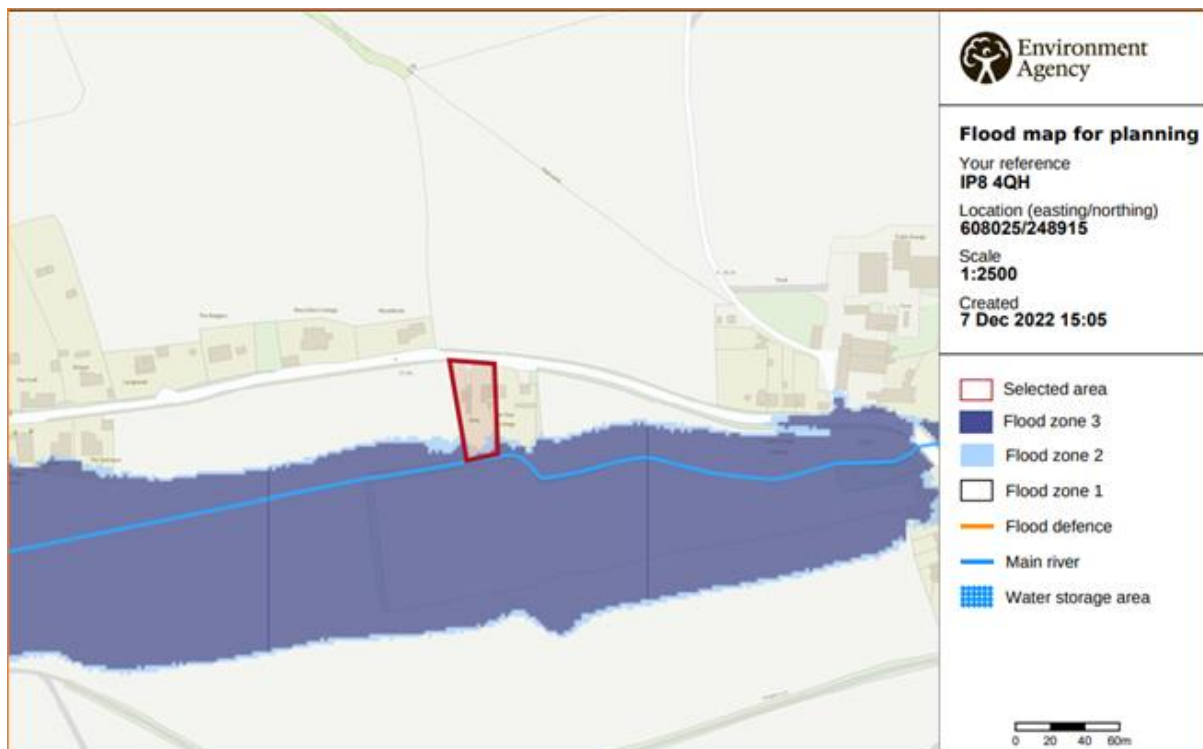 Environment
Agency
Flood map for planning
Your reference
IP8 4QH
Location (easting/northing)
608025/248915
Scale
1:2500
Created
7 Dec 2022 15:05
Selected area
Flood zone 3
Flood zone 2
Flood zone 1
Flood defence
Main river
Water storage area
0 20 40 60m